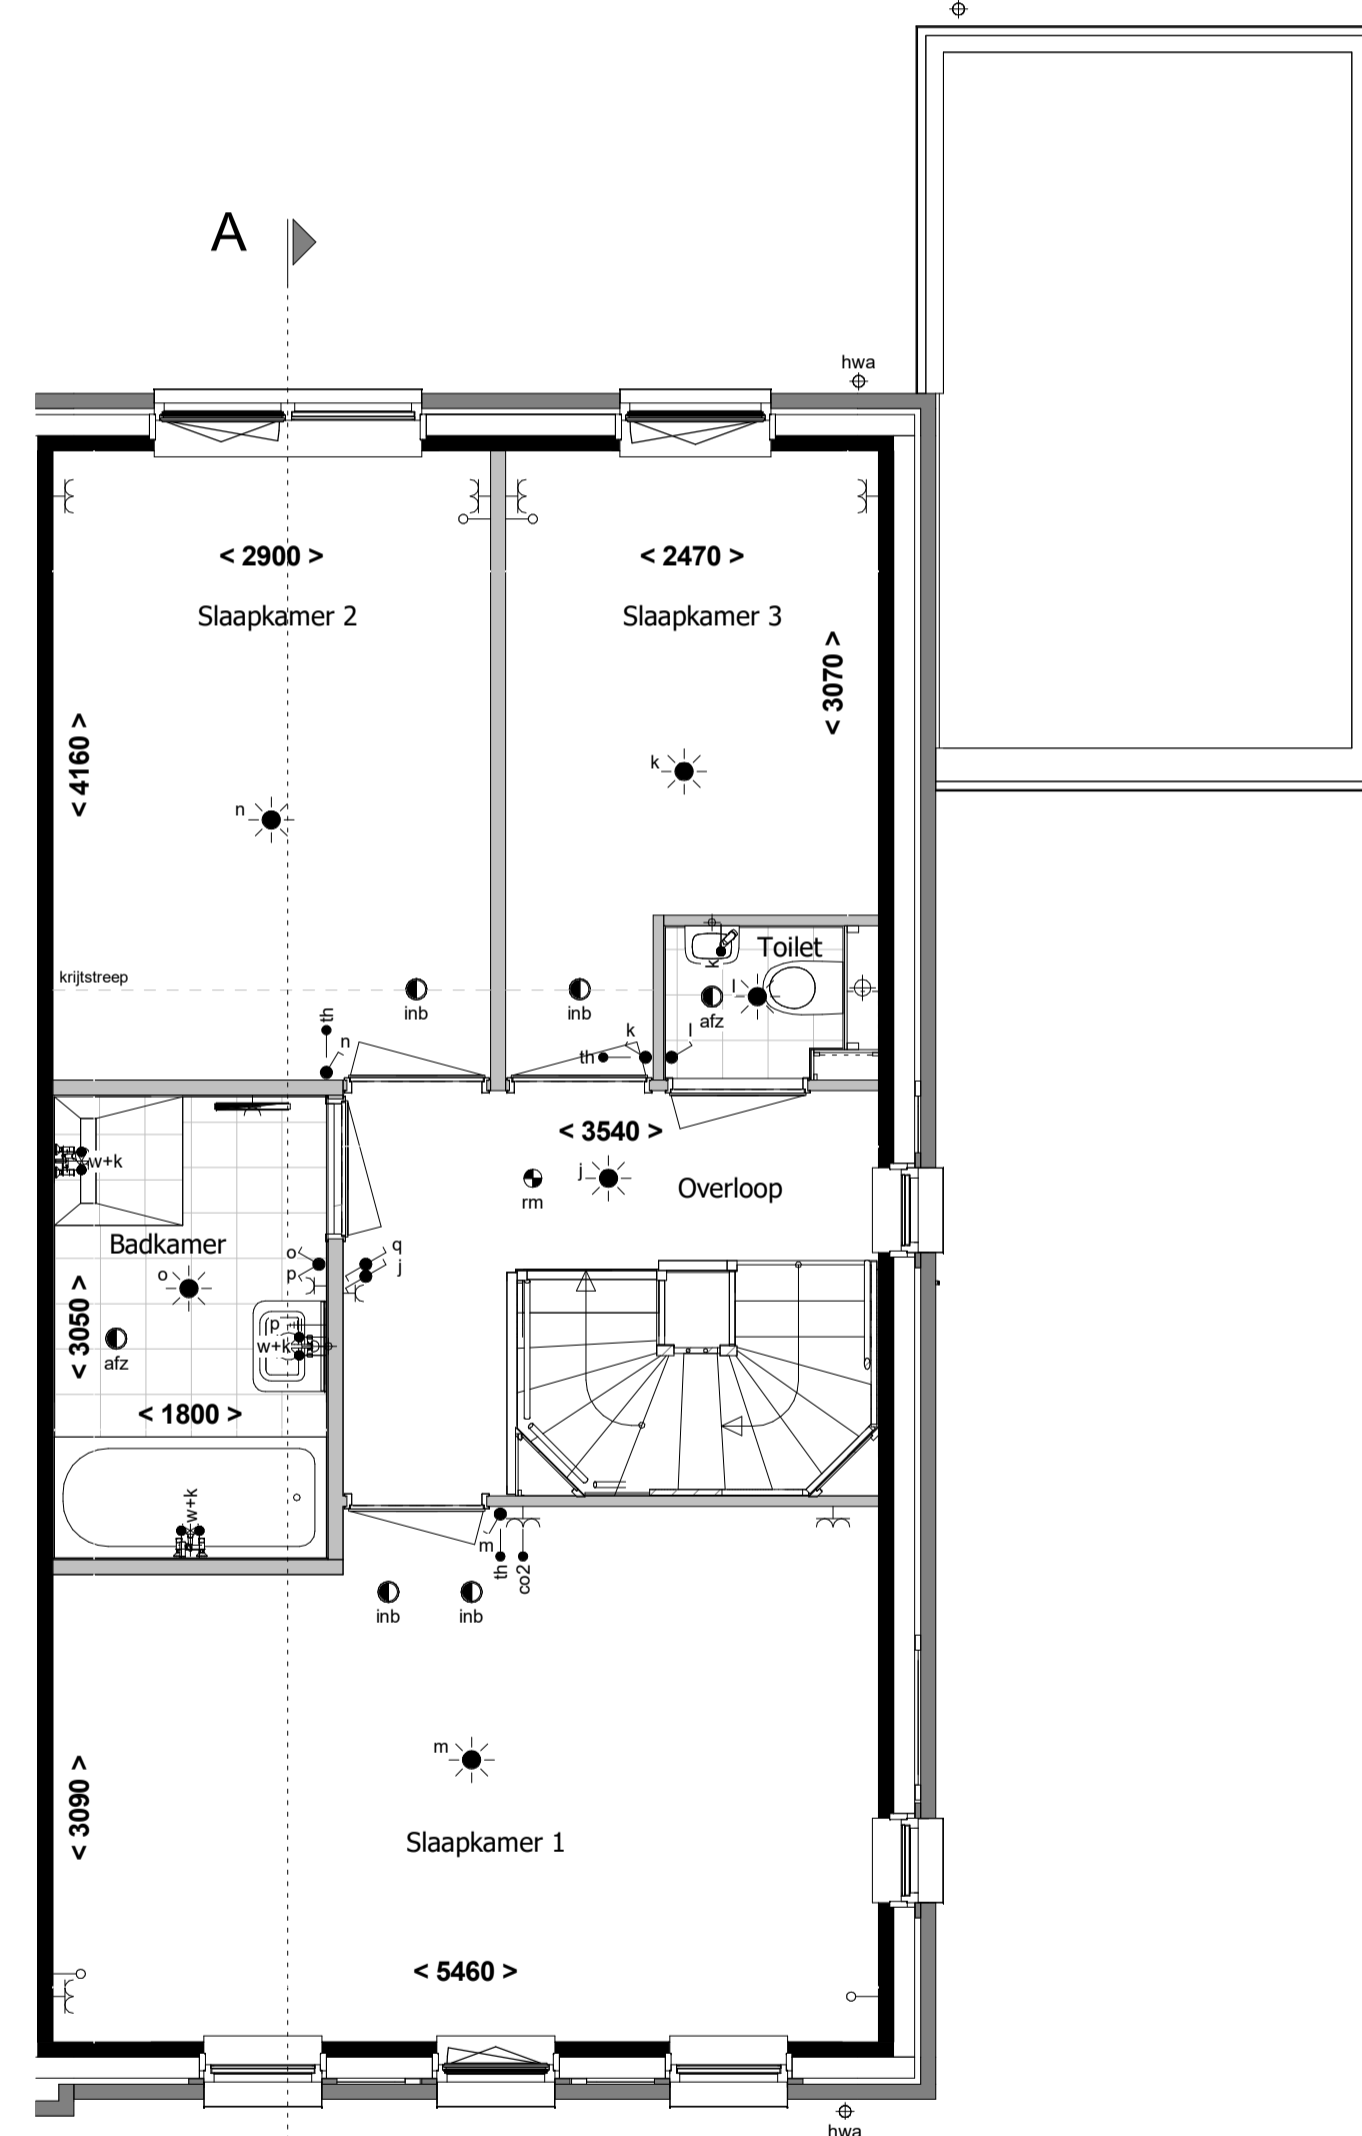 A
hwa
< 2900 >
< 2470 >
Slaapkamer 2
Slaapkamer 3
< 3070 >
< 4160 >
k
n
Toilet
krijtstreep
k
l
inb
inb
afz
th
n
k
l
th
< 3540 >
w+k
j
rm
Overloop
Badkamer
o
p
q
j
o
< 3050 >
p
w+k
afz
< 1800 >
w+k
m
th
co2
inb
inb
m
< 3090 >
Slaapkamer 1
< 5460 >
hwa